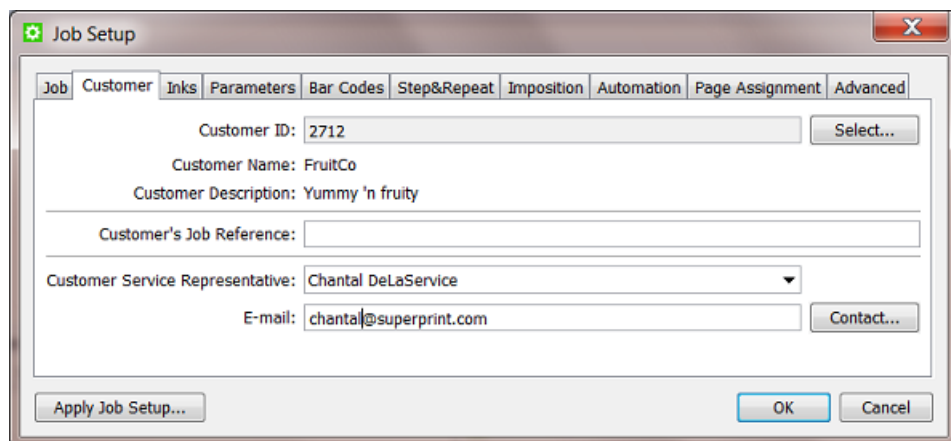 Job Setup
Job Customer Inks Parameters Bar Codes Step&Repeat Imposition Automation Page Assignment Advanced
Customer ID: 2712 Select...
Customer Name: FruitCo
Customer Description: Yummy 'n fruity
Customer's Job Reference:
Customer Service Representative: Chantal DeLaService
E-mail: chantal@superprint.com Contact...
Apply Job Setup... OK Cancel